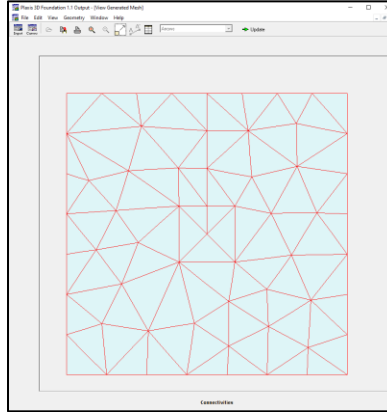 Plaxis 3D Foundation 1.1 Output - [View Generated Mesh]
File Edit View Geometry Window Help
Update
Connectivities